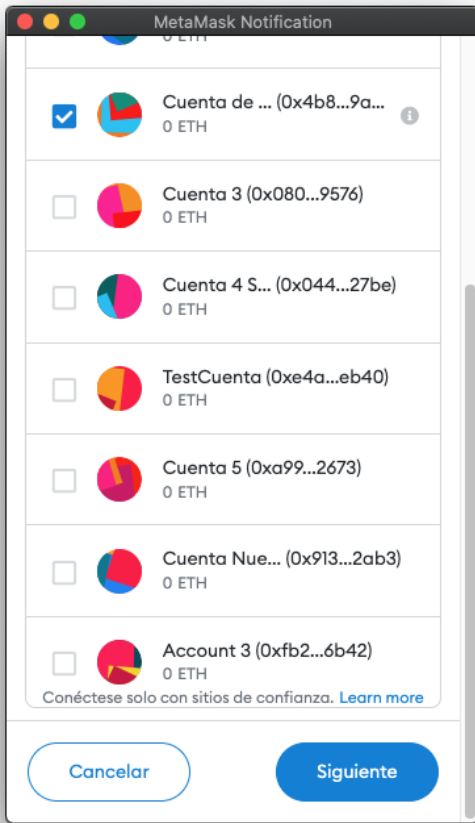 MetaMask Notification
0 ETH
Cuenta de ... (0x4b8...9a...
0 ETH
Cuenta 3 (0x080...9576)
0 ETH
Cuenta 4 S... (0x044...27be)
0 ETH
TestCuenta (0xe4a...eb40)
0 ETH
Cuenta 5 (0xa99...2673)
0 ETH
Cuenta Nue... (0x913...2ab3)
0 ETH
Account 3 (0xfb2...6b42)
0 ETH
Conéctese solo con sitios de confianza. Learn more
Cancelar
Siguiente